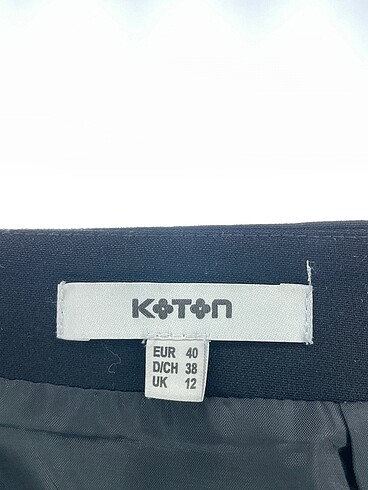 KOTON
EUR 40
D/CH 38
UK 12